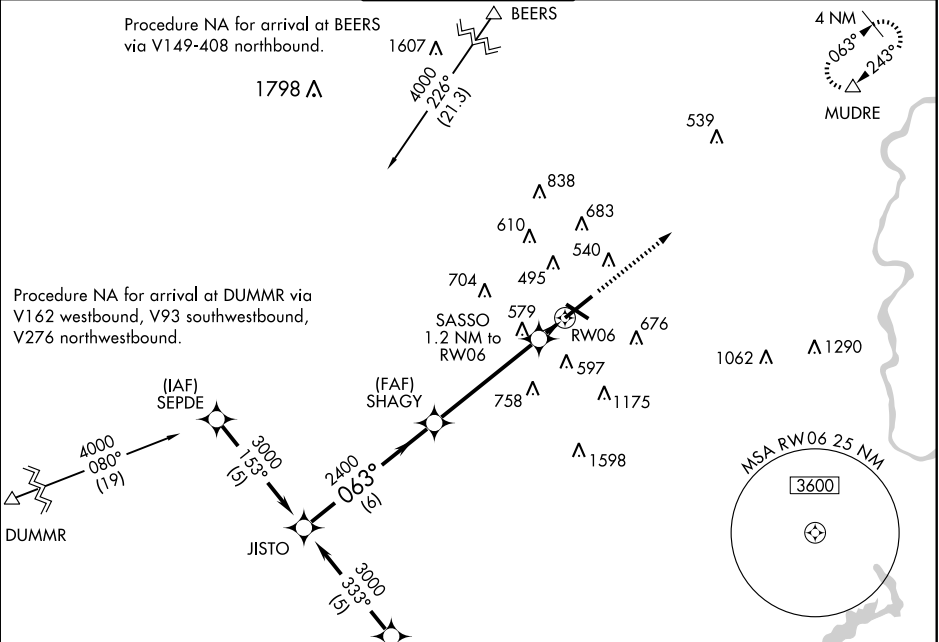 Procedure NA for arrival at BEERS
via V149-408 northbound.
BEERS
1607
1798
4000
226°
(21.3)
4 NM
063°
243°
MUDRE
539
838
683
610
540
495
704
579
SASSO
1.2 NM to
RW06
RW06
676
597
1062
1290
758
1175
1598
Procedure NA for arrival at DUMMR via
V162 westbound, V93 southwestbound,
V276 northwestbound.
(IAF)
SEPDE
(FAF)
SHAGY
4000
080°
(19)
DUMMR
3000
153°
(5)
2400
063°
(6)
JISTO
3000
333°
(5)
MSA RW06 25 NM
3600